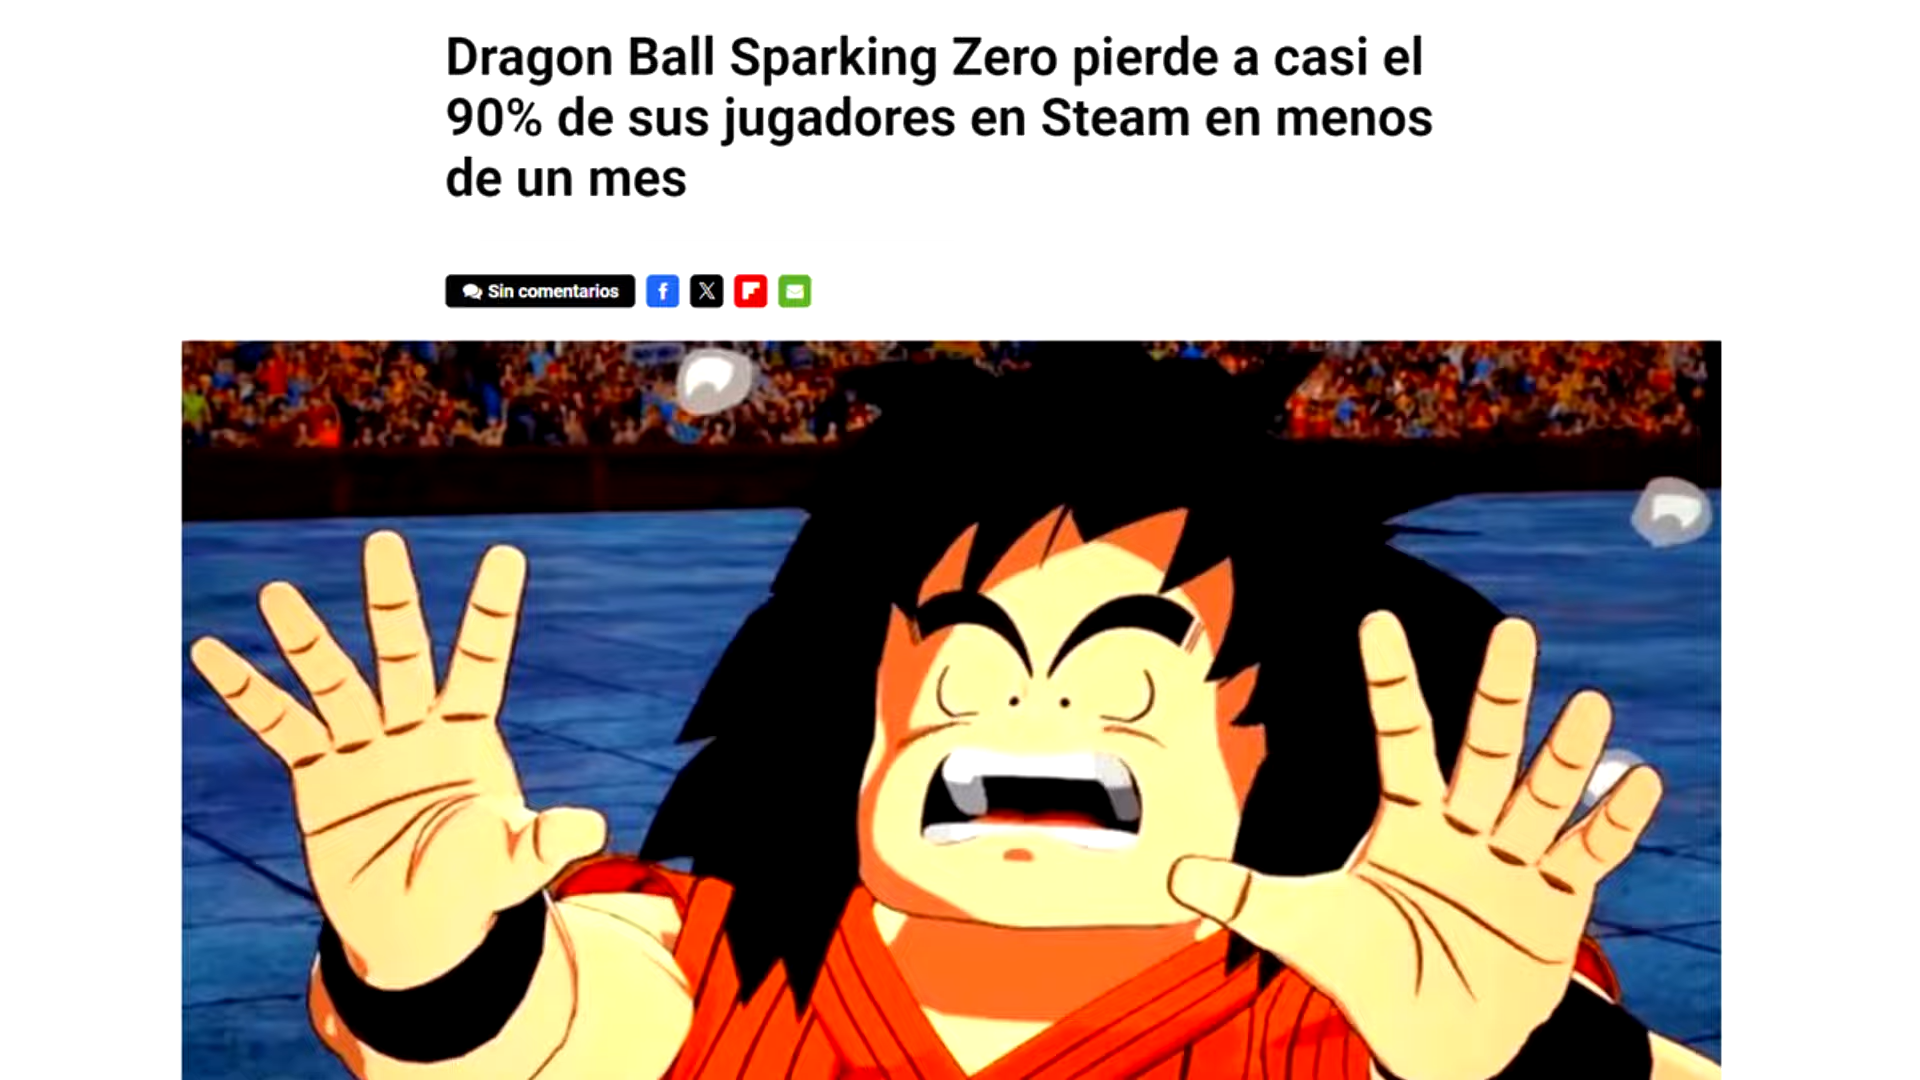 Dragon Ball Sparking Zero pierde a casi el
90% de sus jugadores en Steam en menos
de un mes
Sin comentarios